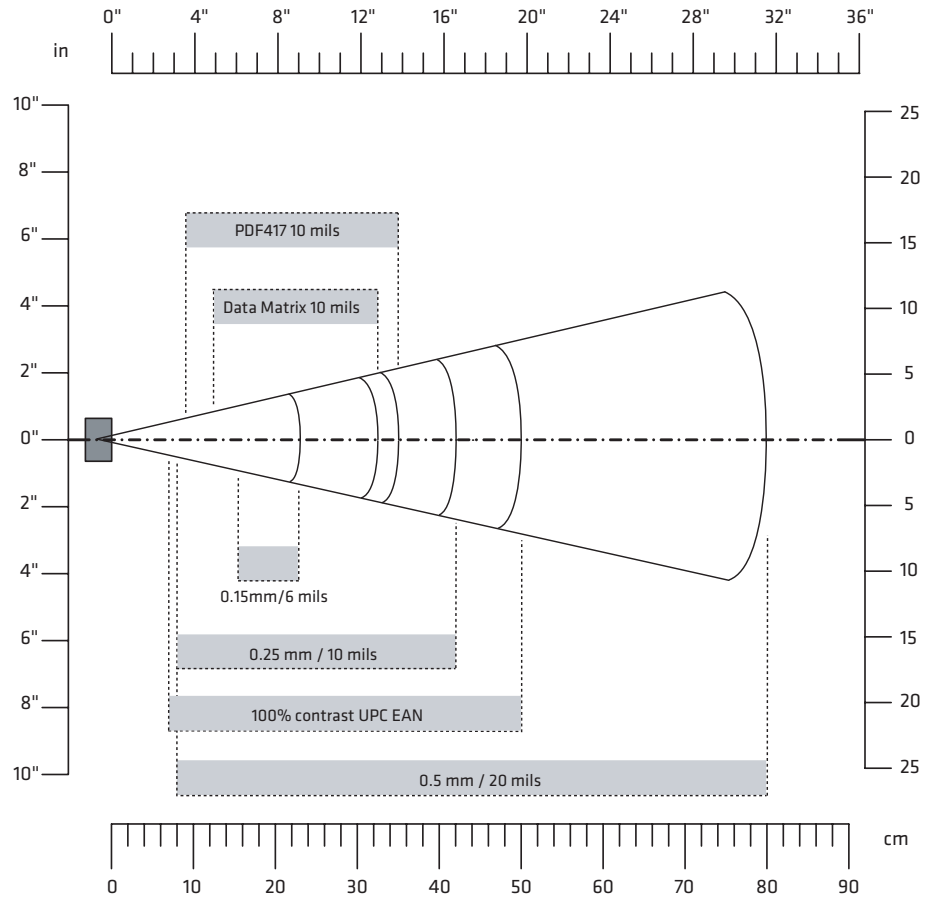 0" 4" 8" 12" 16" 20" 24" 28" 32" 36"
in
10"
8"
6"
4"
2"
0"
2"
4"
6"
8"
10"
25
20
15
10
5
0
5
10
15
20
25
PDF417 10 mils
Data Matrix 10 mils
0.15mm/6 mils
0.25 mm / 10 mils
100% contrast UPC EAN
0.5 mm / 20 mils
cm
0 10 20 30 40 50 60 70 80 90